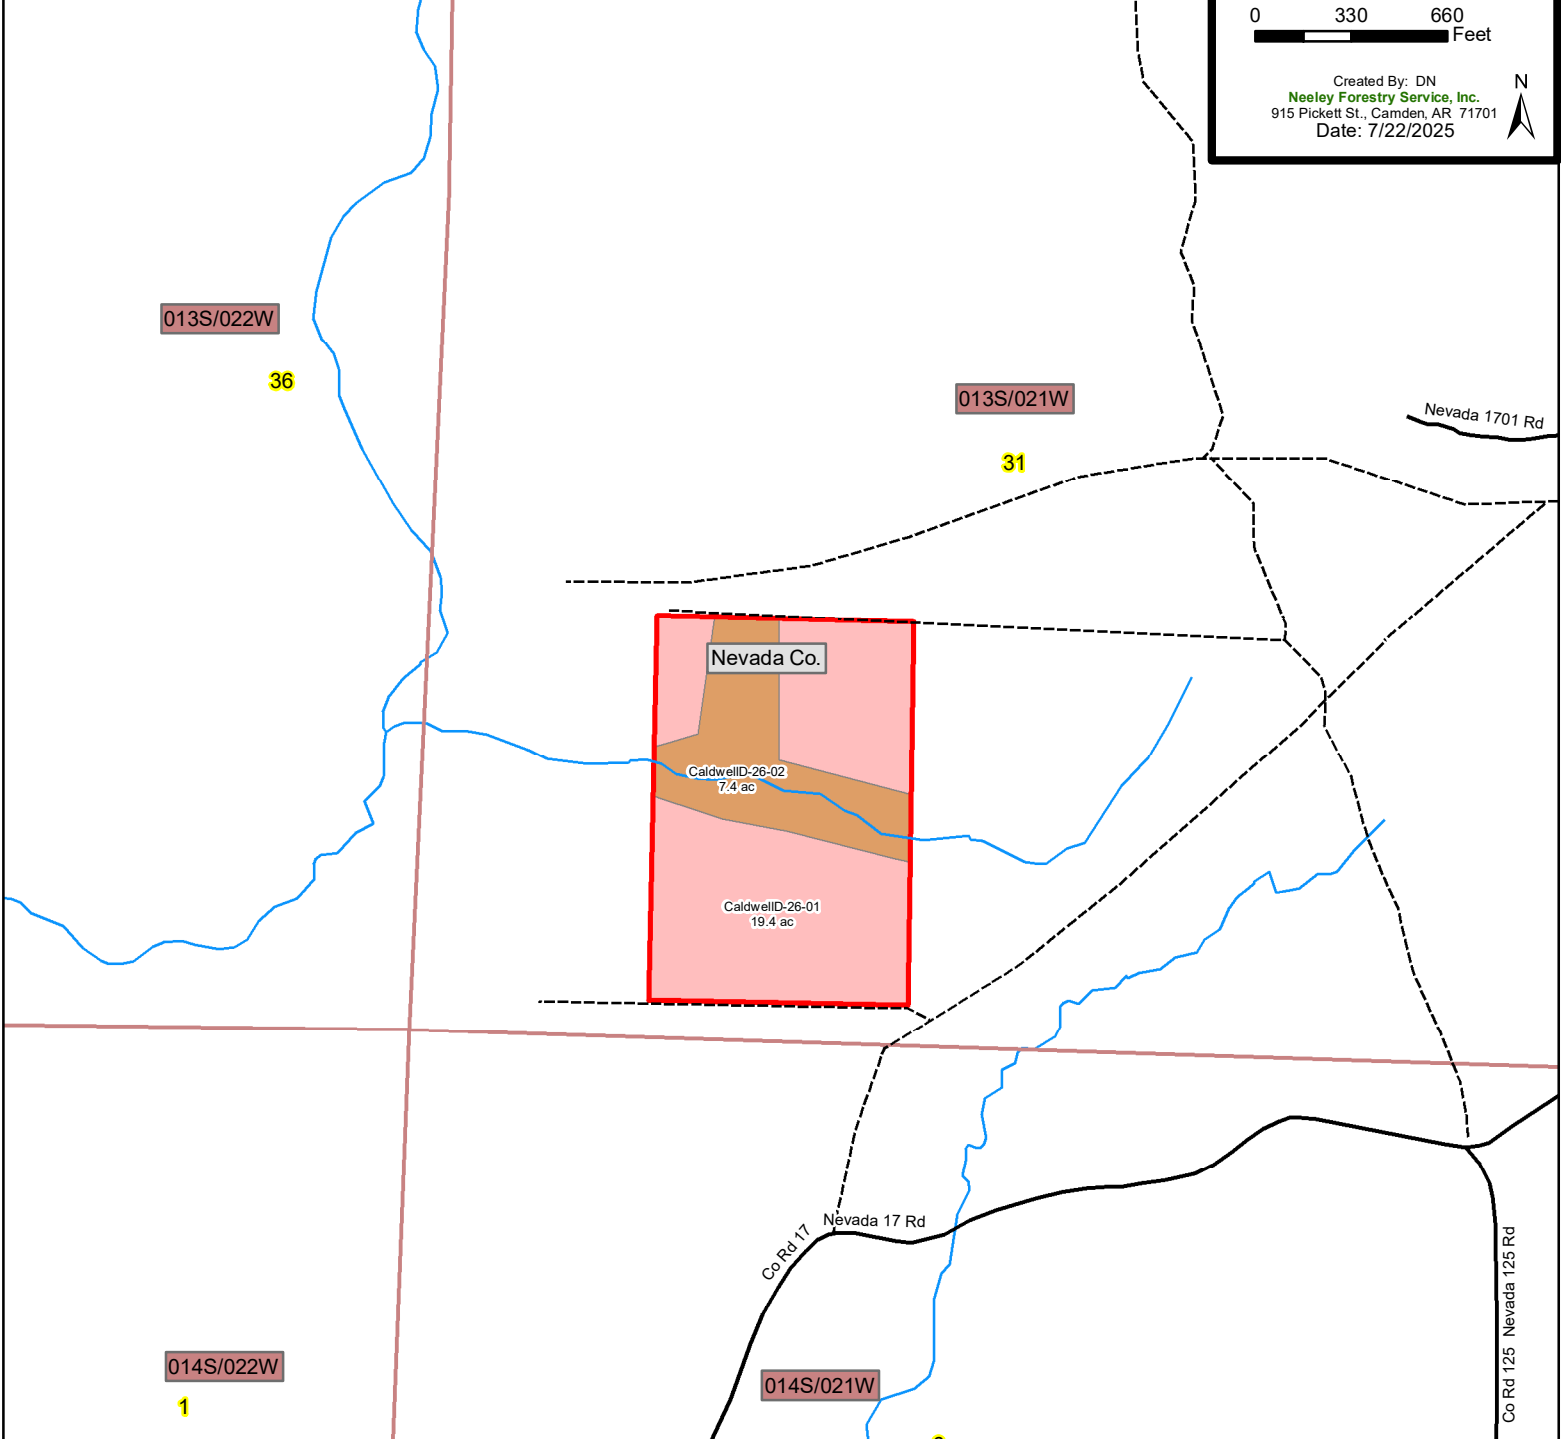 0 330 660
Feet
Created By: DN
N
Neeley Forestry Service, Inc.
915 Pickett St., Camden, AR 71701
Date: 7/22/2025
013S/022W
36
013S/021W
31
Nevada 1701 Rd
Nevada Co.
CaldwellD-26-02
7.4 ac
CaldwellD-26-01
19.4 ac
Nevada 17 Rd
Co Rd 17
Co Rd 125 Nevada 125 Rd
014S/022W
1
014S/021W